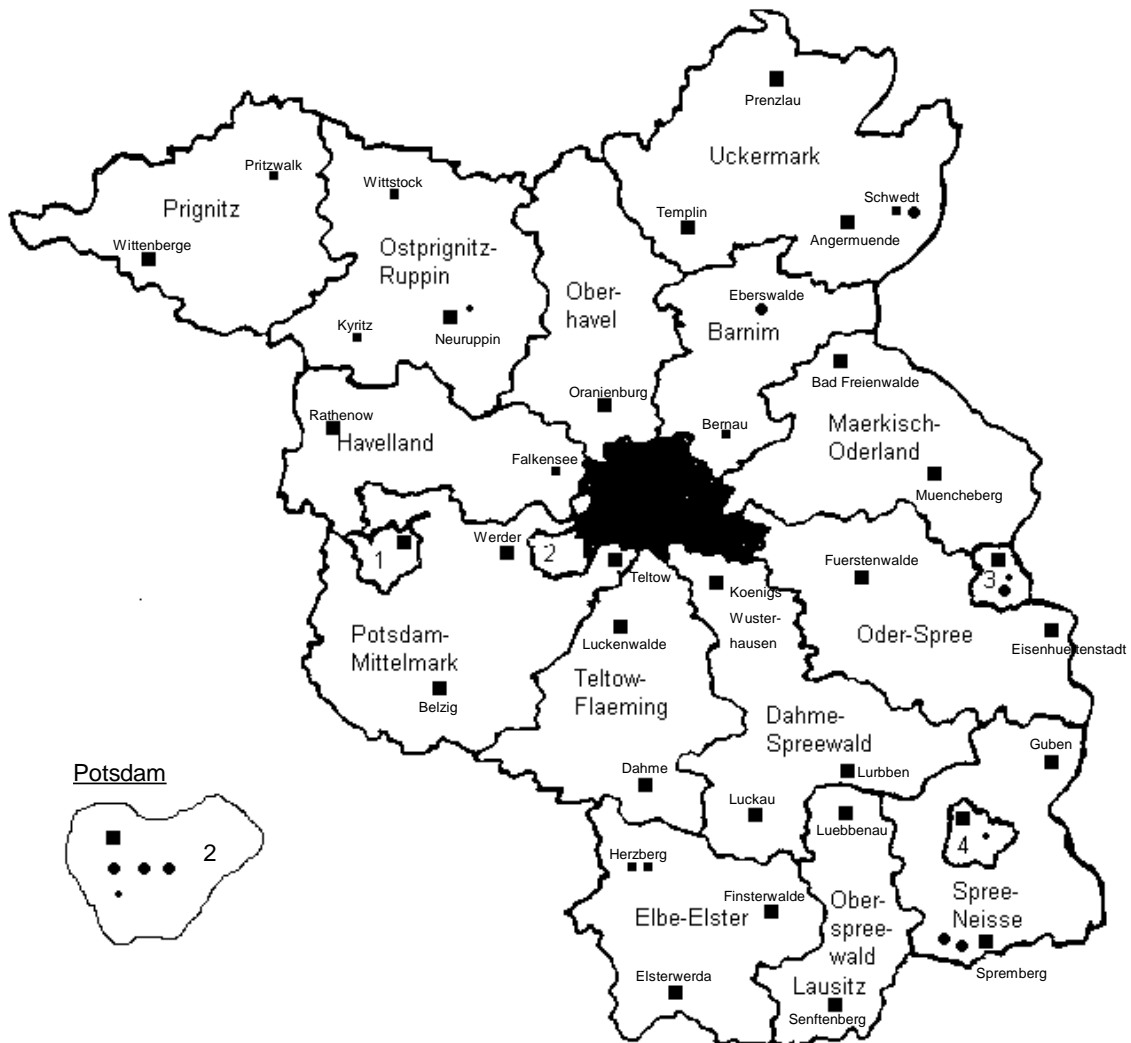 Prenzlau
Uckermark
Pritzwalk
Wittstock
Schwedt
Prignitz
Templin
Angermuende
Wittenberge
Ostprignitz-
Ruppin
Ober-
havel
Eberswalde
Barnim
Kyritz
Neuruppin
Bad Freienwalde
Oranienburg
Rathenow
Havelland
Bernau
Maerkisch-
Oderland
Falkensee
Muencheberg
1
Werder
2
Teltow
Koenigs
Wuster-
hausen
Fuerstenwalde
3
Luckenwalde
Oder-Spree
Eisenhuettenstadt
Potsdam-
Mittelmark
Belzig
Teltow-
Flaeming
Dahme-
Spreewald
Guben
Potsdam
2
Dahme
Lurbben
Luckau
Luebbenau
4
Herzberg
Finsterwalde
Elbe-Elster
Ober-
spree-
wald
Lausitz
Spree-
Neisse
Spremberg
Elsterwerda
Senftenberg